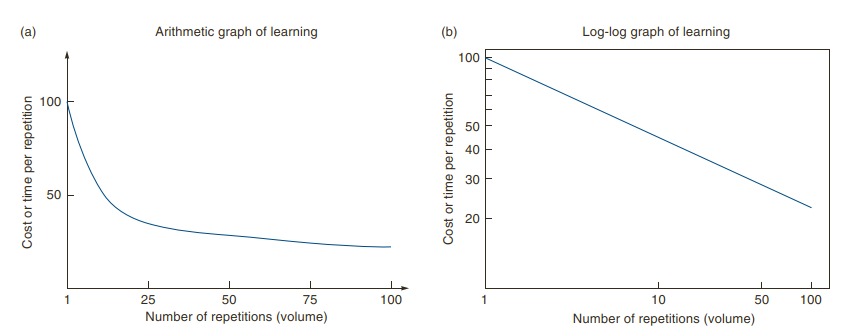 (a)
Arithmetic graph of learning
Cost or time per repetition
100
50
1
25
50
75
100
Number of repetitions (volume)
(b)
Log-log graph of learning
Cost or time per repetition
100
50
40
30
20
1
10
50
100
Number of repetitions (volume)